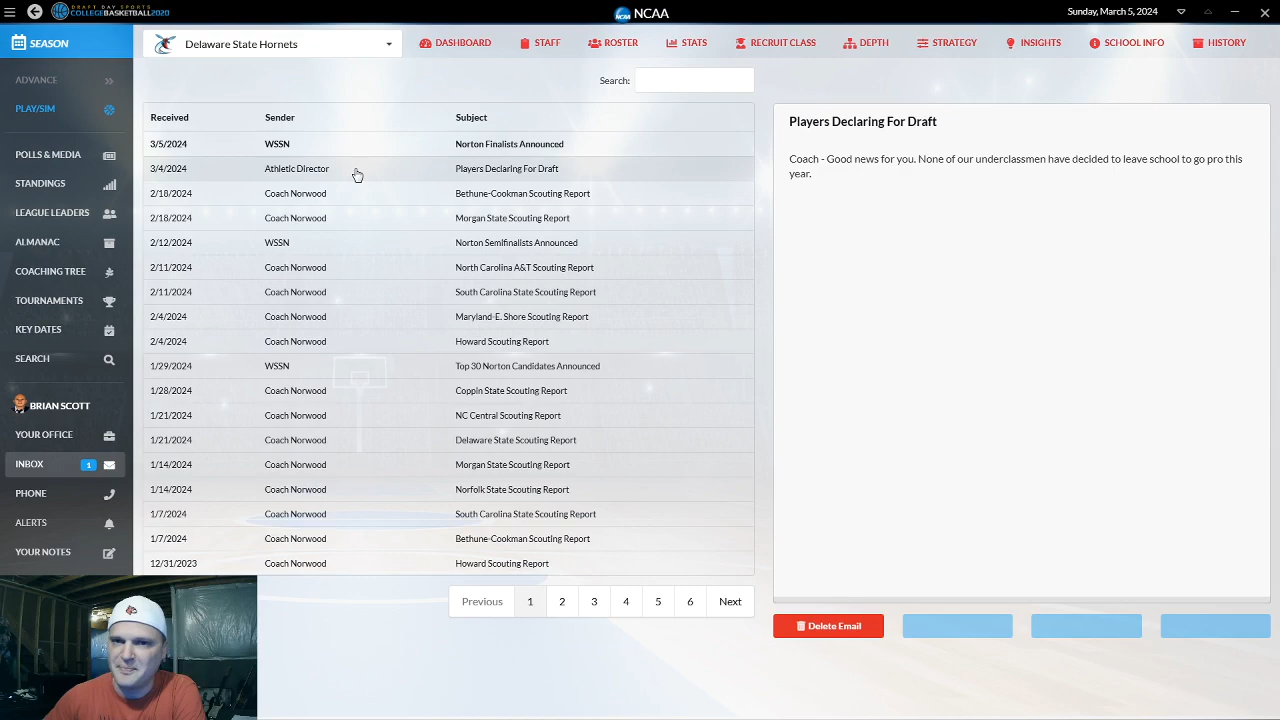 DRAFT DAY SPORTS
COLLEGE BASKETBALL 2020
NCAA NCAA
Sunday, March 5, 2024
SEASON
Delaware State Hornets
DASHBOARD STAFF ROSTER STATS RECRUIT CLASS DEPTH STRATEGY INSIGHTS SCHOOL INFO HISTORY
ADVANCE
PLAY/SIM
POLLS & MEDIA
STANDINGS
LEAGUE LEADERS
ALMANAC
COACHING TREE
TOURNAMENTS
KEY DATES
SEARCH
BRIAN SCOTT
YOUR OFFICE
INBOX 1
PHONE
ALERTS
YOUR NOTES
Search:
Received Sender Subject
3/5/2024 WSSN Norton Finalists Announced
3/4/2024 Athletic Director Players Declaring For Draft
2/18/2024 Coach Norwood Bethune-Cookman Scouting Report
2/18/2024 Coach Norwood Morgan State Scouting Report
2/12/2024 WSSN Norton Semifinalists Announced
2/11/2024 Coach Norwood North Carolina A&T Scouting Report
2/11/2024 Coach Norwood South Carolina State Scouting Report
2/4/2024 Coach Norwood Maryland-E. Shore Scouting Report
2/4/2024 Coach Norwood Howard Scouting Report
1/29/2024 WSSN Top 30 Norton Candidates Announced
1/28/2024 Coach Norwood Coppin State Scouting Report
1/21/2024 Coach Norwood NC Central Scouting Report
1/21/2024 Coach Norwood Delaware State Scouting Report
1/14/2024 Coach Norwood Morgan State Scouting Report
1/14/2024 Coach Norwood Norfolk State Scouting Report
1/7/2024 Coach Norwood South Carolina State Scouting Report
1/7/2024 Coach Norwood Bethune-Cookman Scouting Report
12/31/2023 Coach Norwood Howard Scouting Report
Previous 1 2 3 4 5 6 Next
Players Declaring For Draft
Coach - Good news for you. None of our underclassmen have decided to leave school to go pro this
year.
Delete Email